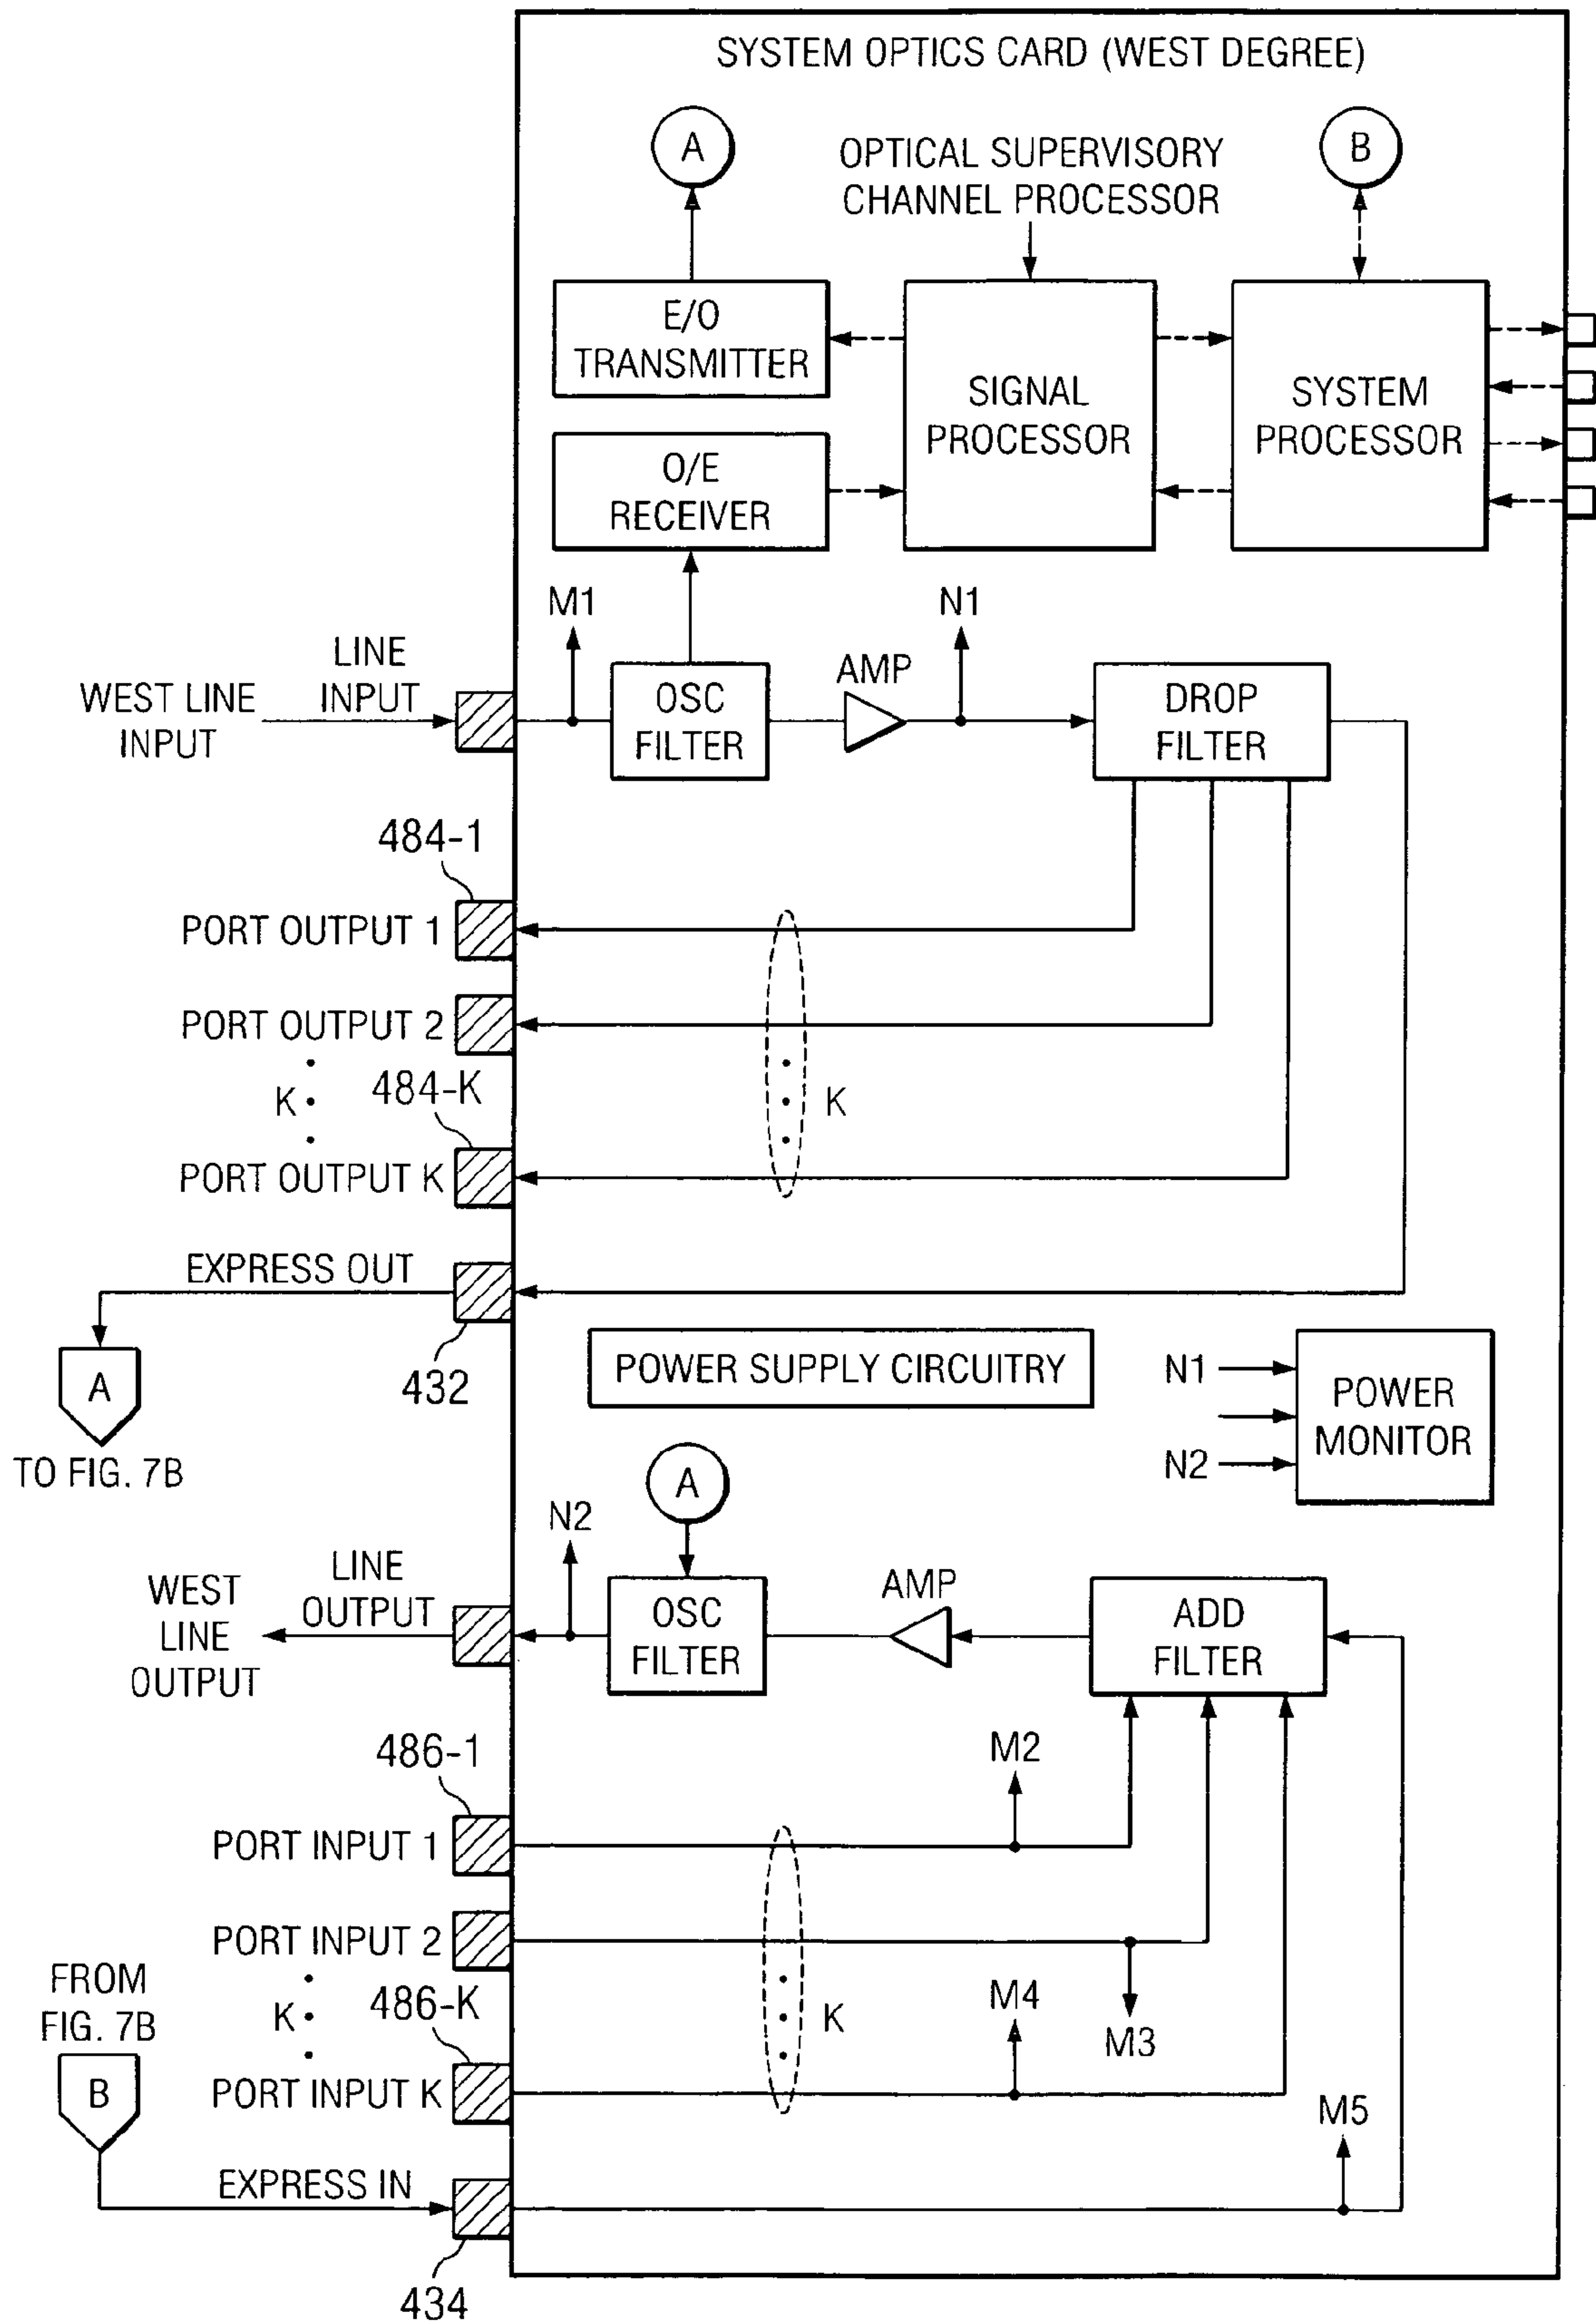 SYSTEM OPTICS CARD (WEST DEGREE)
A
OPTICAL SUPERVISORY
CHANNEL PROCESSOR
B
E/O
TRANSMITTER
SIGNAL
PROCESSOR
SYSTEM
PROCESSOR
O/E
RECEIVER
M1
N1
WEST LINE
INPUT
LINE
INPUT
OSC
FILTER
AMP
DROP
FILTER
484-1
PORT OUTPUT 1
PORT OUTPUT 2
K
484-K
K
PORT OUTPUT K
EXPRESS OUT
432
A
TO FIG. 7B
POWER SUPPLY CIRCUITRY
N1
N2
POWER
MONITOR
A
N2
WEST
LINE
OUTPUT
LINE
OUTPUT
OSC
FILTER
AMP
ADD
FILTER
486-1
M2
PORT INPUT 1
PORT INPUT 2
FROM
FIG. 7B
K
486-K
K
M4
M3
B
PORT INPUT K
M5
EXPRESS IN
434